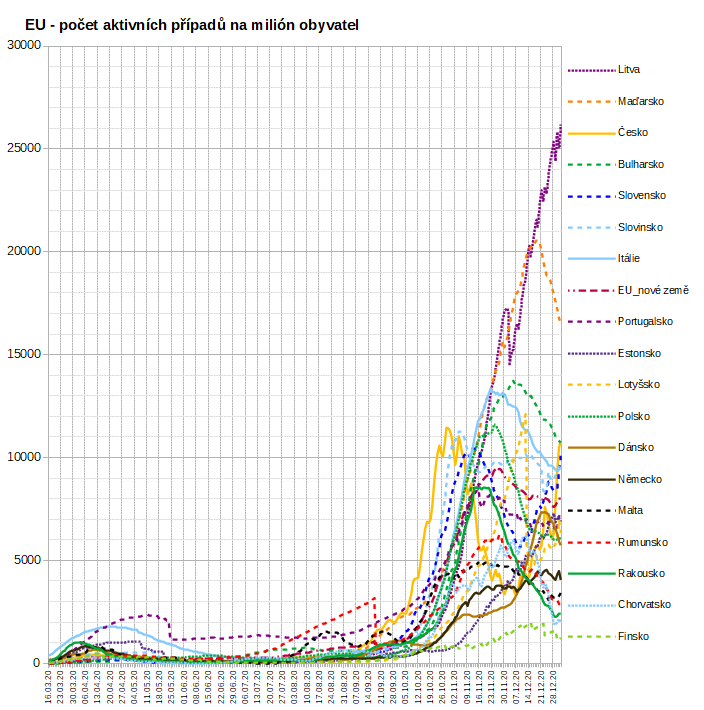 EU - počet aktivních případů na milión obyvatel
30000
25000
20000
15000
10000
5000
0
Litva
Maďarsko
Česko
Bulharsko
Slovensko
Slovinsko
Itálie
EU_nové země
Portugalsko
Estonsko
Lotyšsko
Polsko
Dánsko
Německo
Malta
Rumunsko
Rakousko
Chorvatsko
Finsko
16.03.20
23.03.20
30.03.20
06.04.20
13.04.20
20.04.20
27.04.20
04.05.20
11.05.20
18.05.20
25.05.20
01.06.20
08.06.20
15.06.20
22.06.20
29.06.20
06.07.20
13.07.20
20.07.20
27.07.20
03.08.20
10.08.20
17.08.20
24.08.20
31.08.20
07.09.20
14.09.20
21.09.20
28.09.20
05.10.20
12.10.20
19.10.20
26.10.20
02.11.20
09.11.20
16.11.20
23.11.20
30.11.20
07.12.20
14.12.20
21.12.20
28.12.20